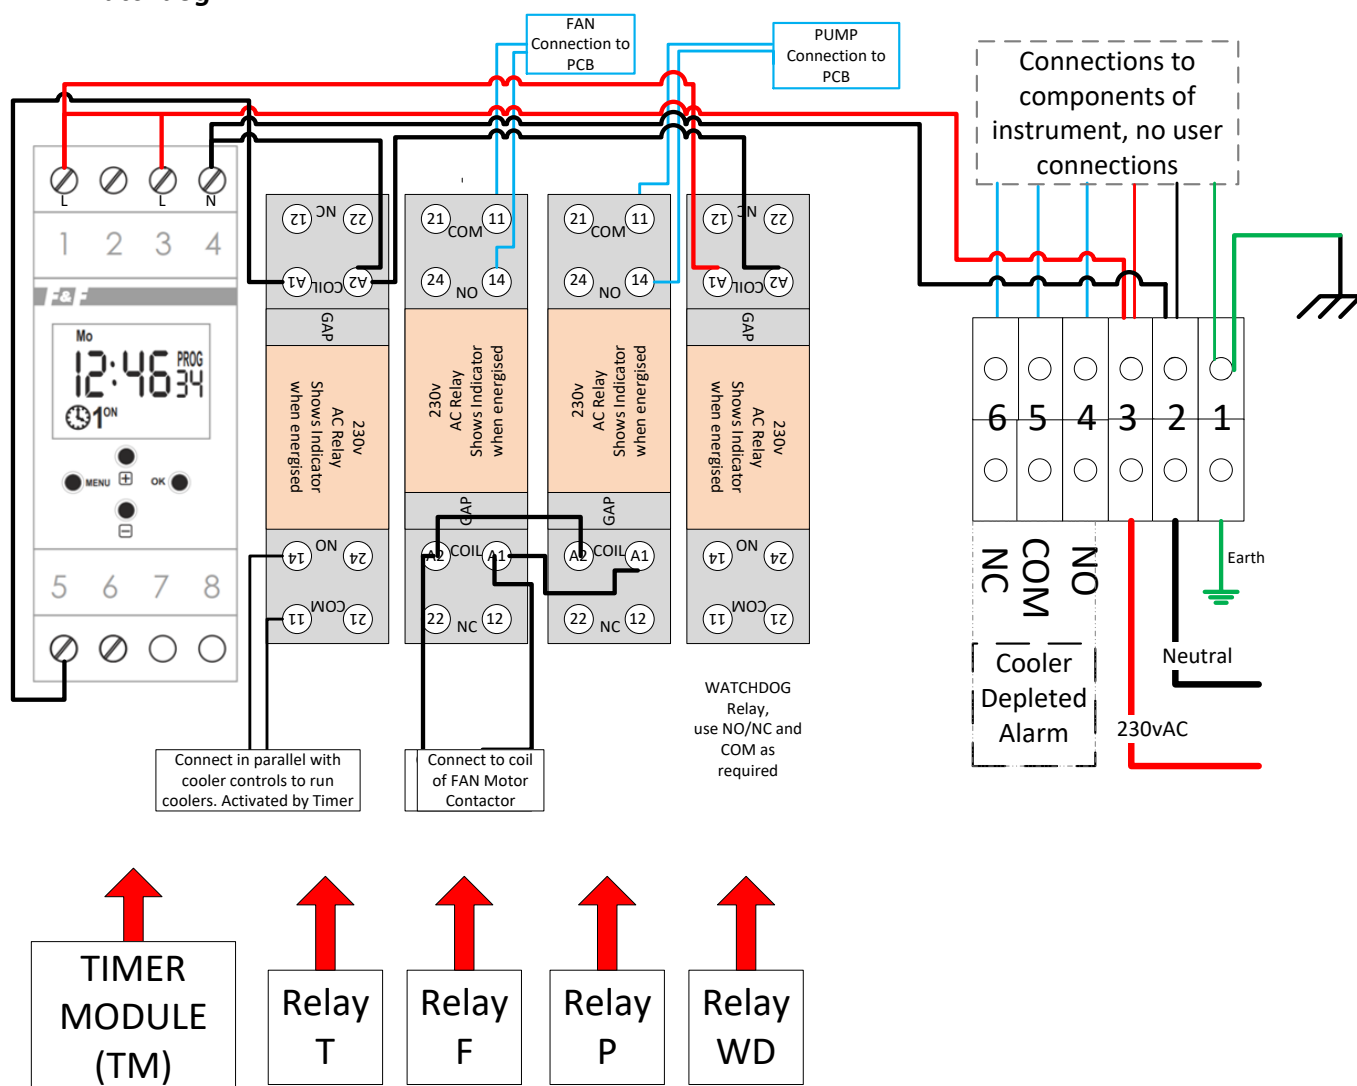 FAN
Connection to
PCB
PUMP
Connection to
PCB
Connections to
components of
instrument, no user
connections
L
L
N
1 2 3 4
F&F
Mo
12:46 PROG
34
1 ON
MENU
OK
5 6 7 8
12 NC 22
A1 COIL A2
GAP
230v
AC Relay
Shows Indicator
when energised
14 NO 24
11 COM 21
21 COM 11
24 NO 14
230v
AC Relay
Shows Indicator
when energised
GAP
A2 COIL A1
22 NC 12
21 COM 11
24 NO 14
230v
AC Relay
Shows Indicator
when energised
GAP
A2 COIL A1
22 NC 12
12 NC 22
A1 COIL A2
GAP
230v
AC Relay
Shows Indicator
when energised
14 NO 24
11 COM 21
6 5 4 3 2 1
NC
COM
NO
Earth
Cooler
Depleted
Alarm
Neutral
230vAC
WATCHDOG
Relay,
use NO/NC and
COM as
required
Connect in parallel with
cooler controls to run
coolers. Activated by Timer
Connect to coil
of FAN Motor
Contactor
TIMER
MODULE
(TM)
Relay
T
Relay
F
Relay
P
Relay
WD